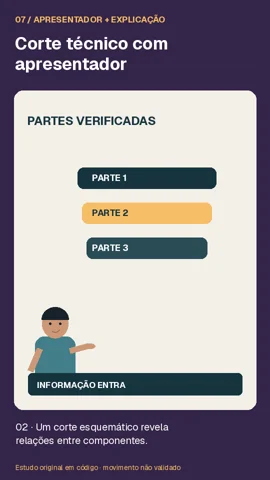 07 / APRESENTADOR + EXPLICAÇÃO
Corte técnico com
apresentador
PARTES VERIFICADAS
PARTE 1
PARTE 2
PARTE 3
INFORMAÇÃO ENTRA
02 · Um corte esquemático revela
relações entre componentes.
Estudo original em código · movimento não validado